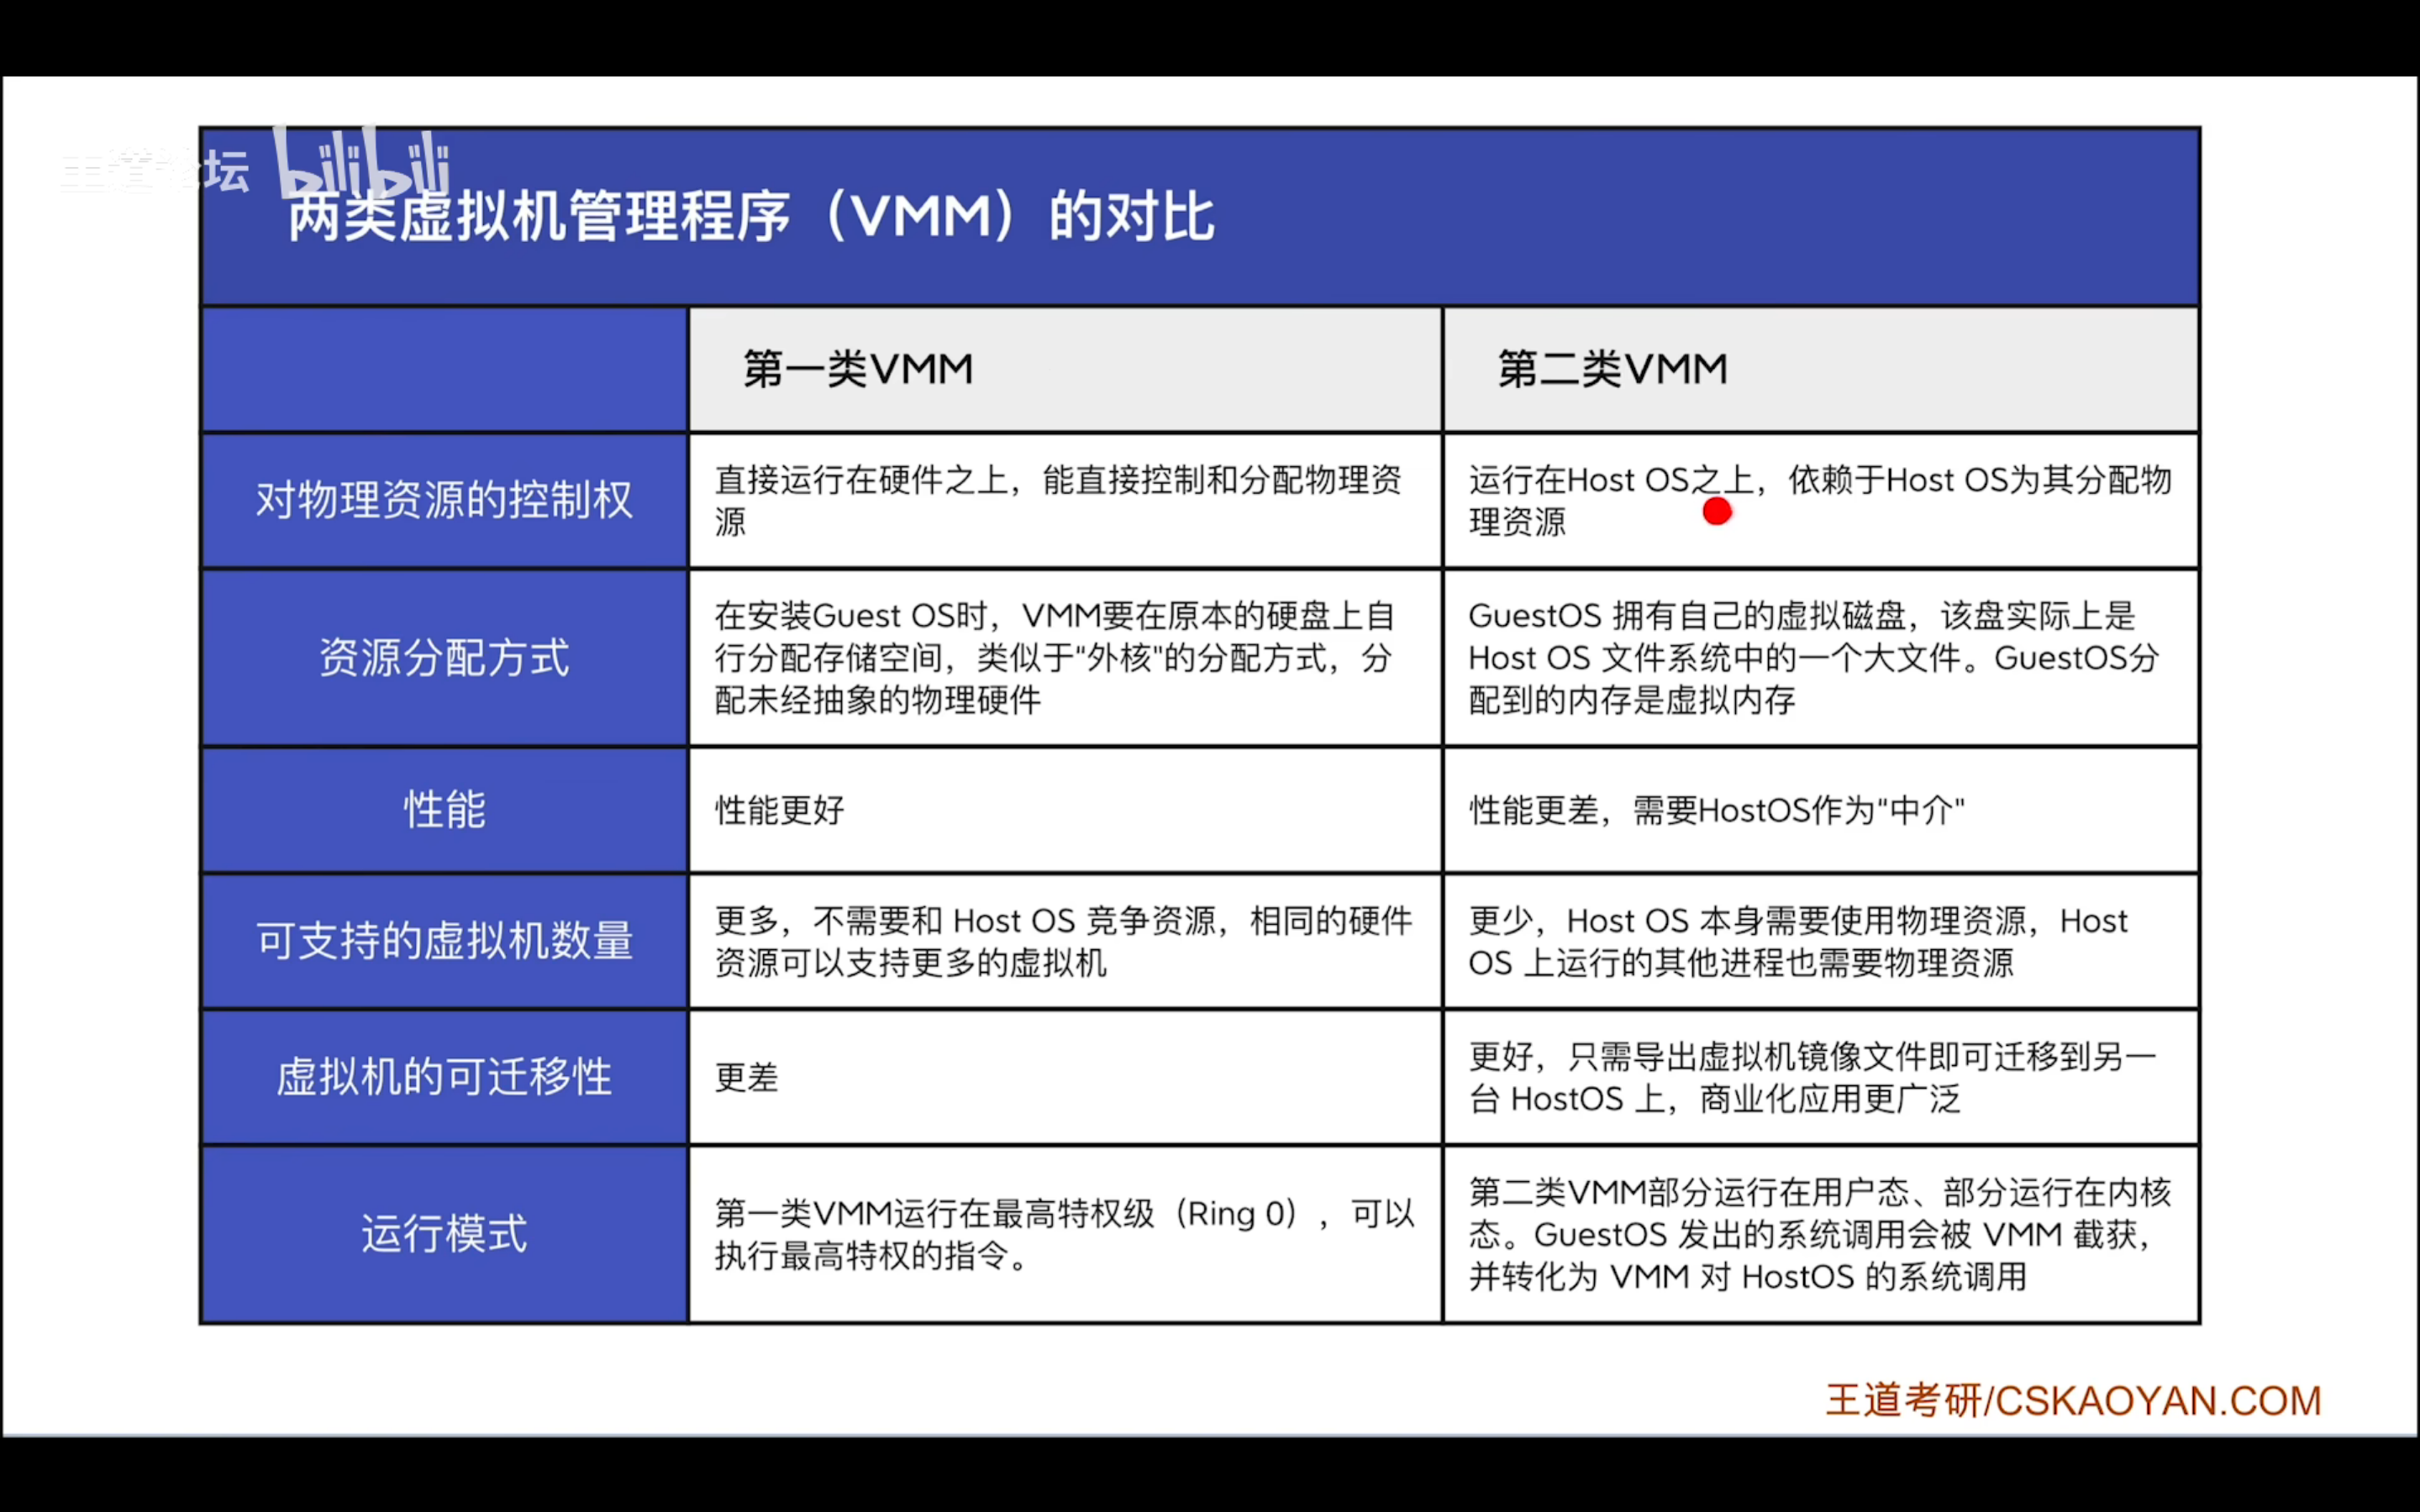 王道论坛 bilibili
两类虚拟机管理程序（VMM）的对比
第一类VMM
第二类VMM
对物理资源的控制权
直接运行在硬件之上，能直接控制和分配物理资
源
运行在Host OS之上，依赖于Host OS为其分配物
理资源
资源分配方式
在安装Guest OS时，VMM要在原本的硬盘上自
行分配存储空间，类似于“外核”的分配方式，分
配未经抽象的物理硬件
GuestOS 拥有自己的虚拟磁盘，该盘实际上是
Host OS 文件系统中的一个大文件。GuestOS分
配到的内存是虚拟内存
性能
性能更好
性能更差，需要HostOS作为“中介”
可支持的虚拟机数量
更多，不需要和 Host OS 竞争资源，相同的硬件
资源可以支持更多的虚拟机
更少，Host OS 本身需要使用物理资源，Host
OS 上运行的其他进程也需要物理资源
虚拟机的可迁移性
更差
更好，只需导出虚拟机镜像文件即可迁移到另一
台 HostOS 上，商业化应用更广泛
运行模式
第一类VMM运行在最高特权级（Ring 0），可以
执行最高特权的指令。
第二类VMM部分运行在用户态、部分运行在内核
态。GuestOS 发出的系统调用会被 VMM 截获，
并转化为 VMM 对 HostOS 的系统调用
王道考研/CSKAOYAN.COM